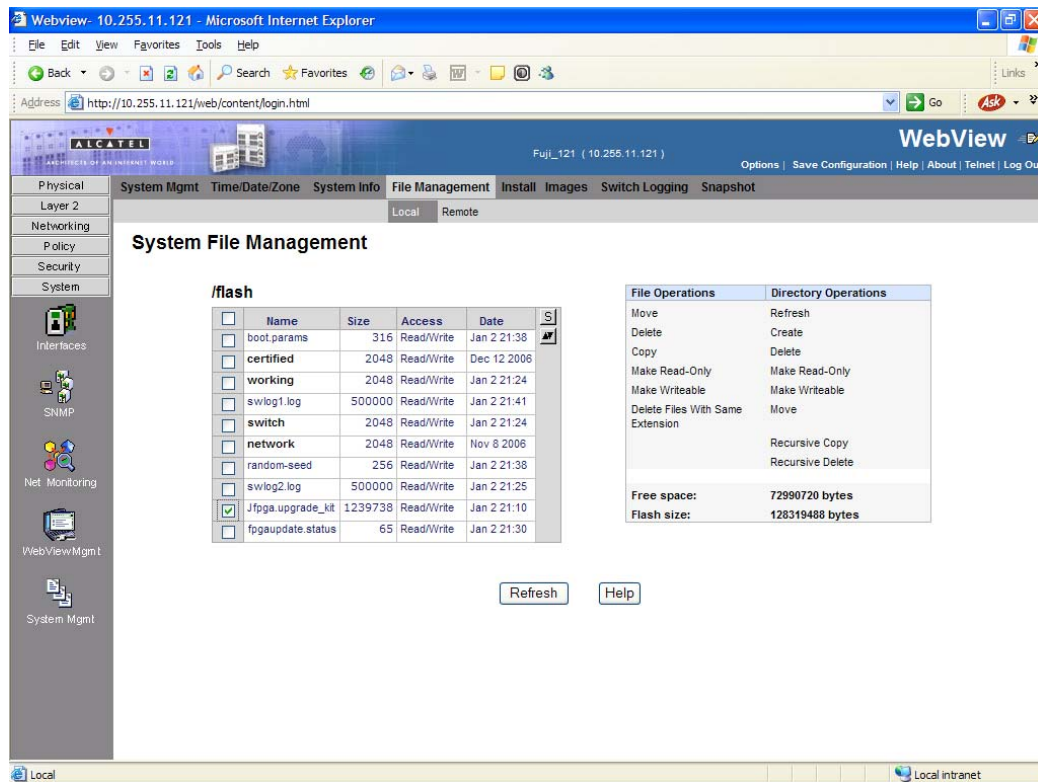 Webview- 10.255.11.121 - Microsoft Internet Explorer
File Edit View Favorites Tools Help
Back Search Favorites Links
Address http://10.255.11.121/web/content/login.html Go Ask
ALCATEL
ARCHITECTS OF AN INTERNET WORLD
Fuji_121 ( 10.255.11.121 )
WebView
Options | Save Configuration | Help | About | Telnet | Log Ou
Physical
Layer 2
Networking
Policy
Security
System
Interfaces
SNMP
Net Monitoring
WebViewMgmt
System Mgmt
System Mgmt Time/Date/Zone System Info File Management Install Images Switch Logging Snapshot
Local Remote
System File Management
/flash
Name Size Access Date S
boot.params 316 Read/Write Jan 2 21:38
certified 2048 Read/Write Dec 12 2006
working 2048 Read/Write Jan 2 21:24
swlog1.log 500000 Read/Write Jan 2 21:41
switch 2048 Read/Write Jan 2 21:24
network 2048 Read/Write Nov 8 2006
random-seed 256 Read/Write Jan 2 21:38
swlog2.log 500000 Read/Write Jan 2 21:25
Jfpga.upgrade_kit 1239738 Read/Write Jan 2 21:10
fpgaupdate.status 65 Read/Write Jan 2 21:30
File Operations Directory Operations
Move Refresh
Delete Create
Copy Delete
Make Read-Only Make Read-Only
Make Writeable Make Writeable
Delete Files With Same Move
Extension
Recursive Copy
Recursive Delete
Free space: 72990720 bytes
Flash size: 128319488 bytes
Refresh Help
Local Local intranet